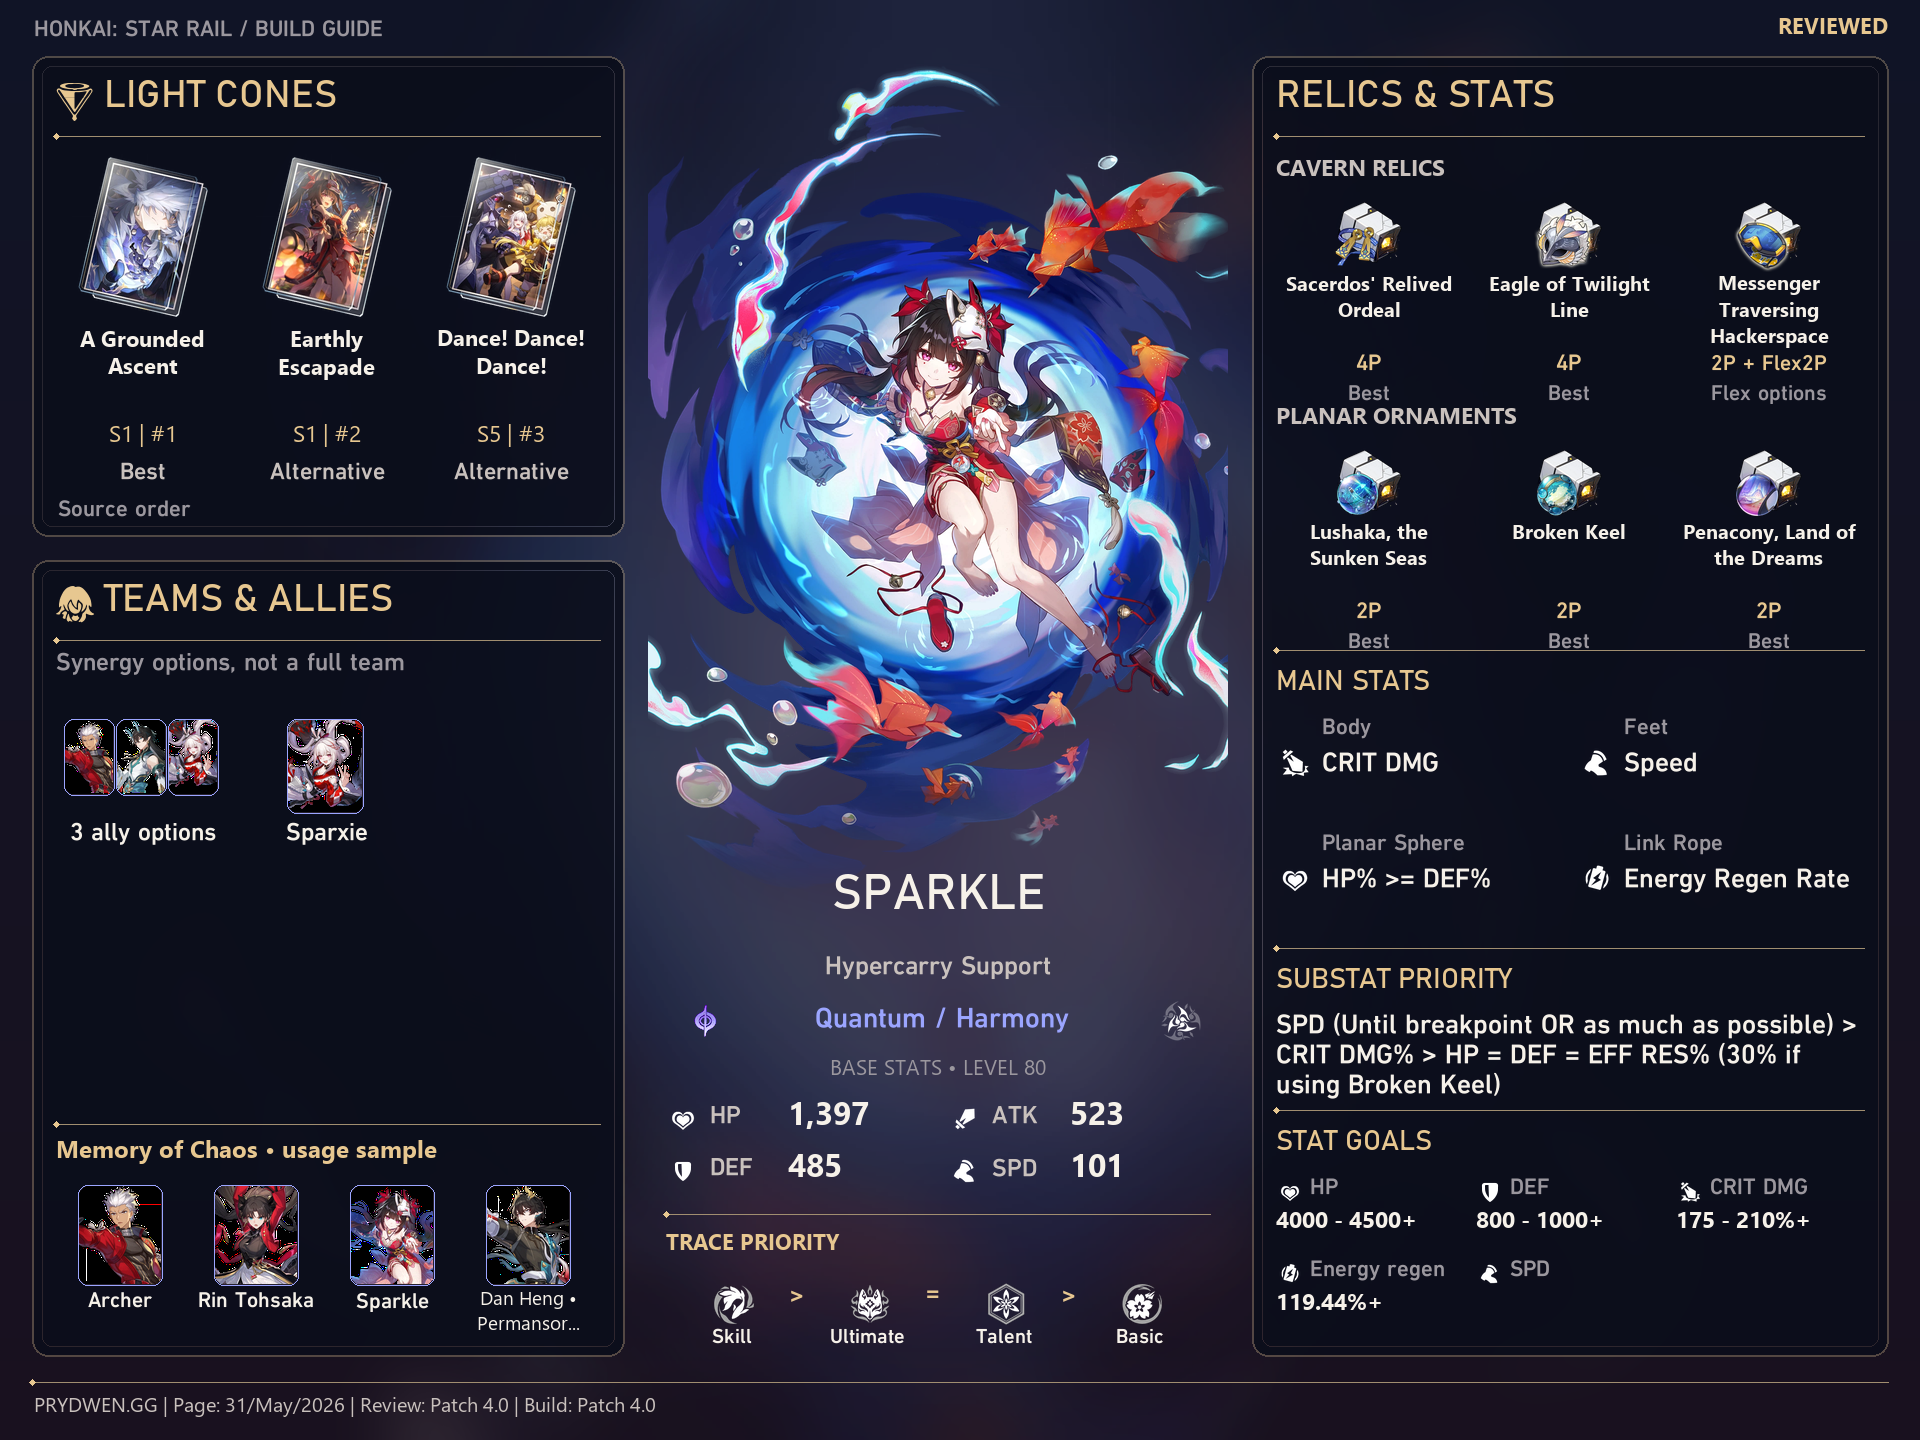 HONKAI: STAR RAIL / BUILD GUIDE
REVIEWED
LIGHT CONES
A Grounded Ascent
S1 | #1
Best
Earthly Escapade
S1 | #2
Alternative
Dance! Dance! Dance!
S5 | #3
Alternative
Source order
TEAMS & ALLIES
Synergy options, not a full team
3 ally options
Sparxie
Memory of Chaos • usage sample
Archer
Rin Tohsaka
Sparkle
Dan Heng •
Permansor...
SPARKLE
Hypercarry Support
Quantum / Harmony
BASE STATS • LEVEL 80
HP 1,397
ATK 523
DEF 485
SPD 101
TRACE PRIORITY
Skill > Ultimate = Talent > Basic
RELICS & STATS
CAVERN RELICS
Sacerdos' Relived Ordeal
4P
Best
Eagle of Twilight Line
4P
Best
Messenger Traversing Hackerspace
2P + Flex2P
Flex options
PLANAR ORNAMENTS
Lushaka, the Sunken Seas
2P
Best
Broken Keel
2P
Best
Penacony, Land of the Dreams
2P
Best
MAIN STATS
Body
CRIT DMG
Feet
Speed
Planar Sphere
HP% >= DEF%
Link Rope
Energy Regen Rate
SUBSTAT PRIORITY
SPD (Until breakpoint OR as much as possible) >
CRIT DMG% > HP = DEF = EFF RES% (30% if
using Broken Keel)
STAT GOALS
HP
4000 - 4500+
DEF
800 - 1000+
CRIT DMG
175 - 210%+
Energy regen
119.44%+
SPD
PRYDWEN.GG | Page: 31/May/2026 | Review: Patch 4.0 | Build: Patch 4.0